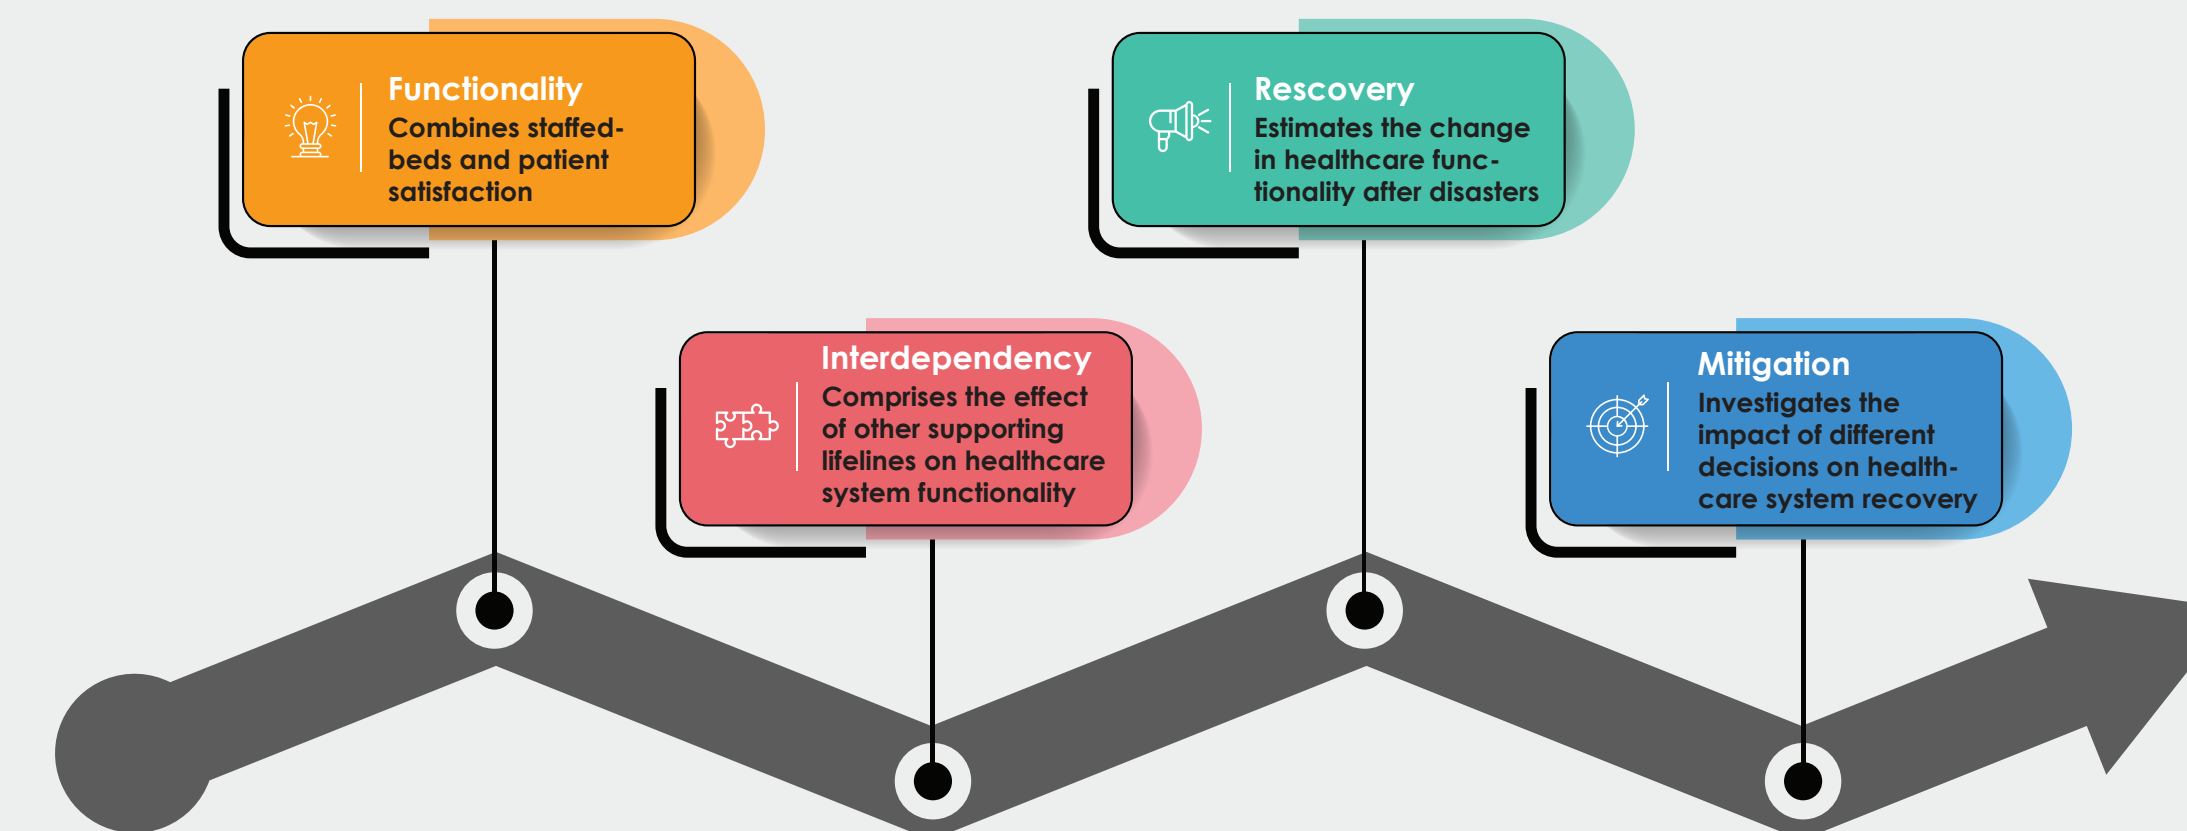 Functionality
Combines staffed-
beds and patient
satisfaction
Interdependency
Comprises the effect
of other supporting
lifelines on healthcare
system functionality
Rescovery
Estimates the change
in healthcare func-
tionality after disasters
Mitigation
Investigates the
impact of different
decisions on health-
care system recovery